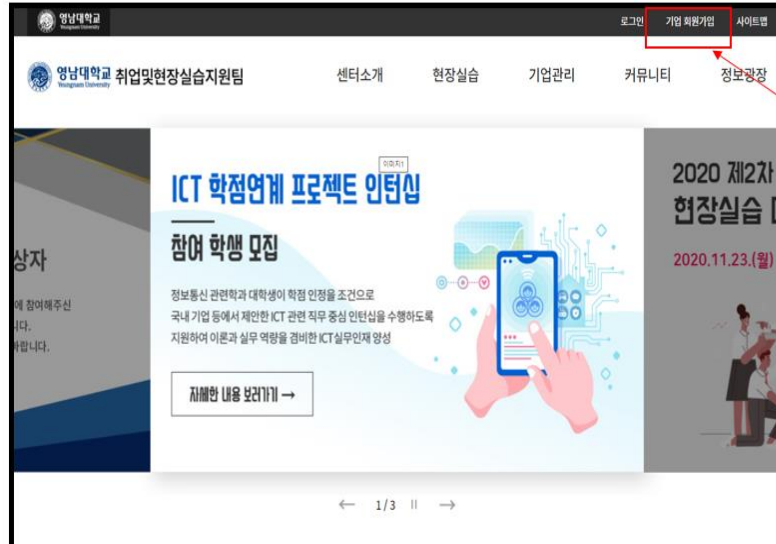 영남대학교
Yeungnam University
로그인 기업 회원가입 사이트맵
영남대학교 취업및현장실습지원팀
Yeungnam University
센터소개 현장실습 기업관리 커뮤니티 정보광장
이미지1
ICT 학점연계 프로젝트 인턴십
참여 학생 모집
정보통신 관련학과 대학생이 학점 인정을 조건으로
국내 기업 등에서 제안한 ICT 관련 직무 중심 인턴십을 수행하도록
지원하여 이론과 실무 역량을 겸비한 ICT실무인재 양성
자세한 내용 보러가기 →
상자
에 참여해주신
니다.
바랍니다.
2020 제2차
현장실습
2020.11.23.(월)
← 1/3 II →